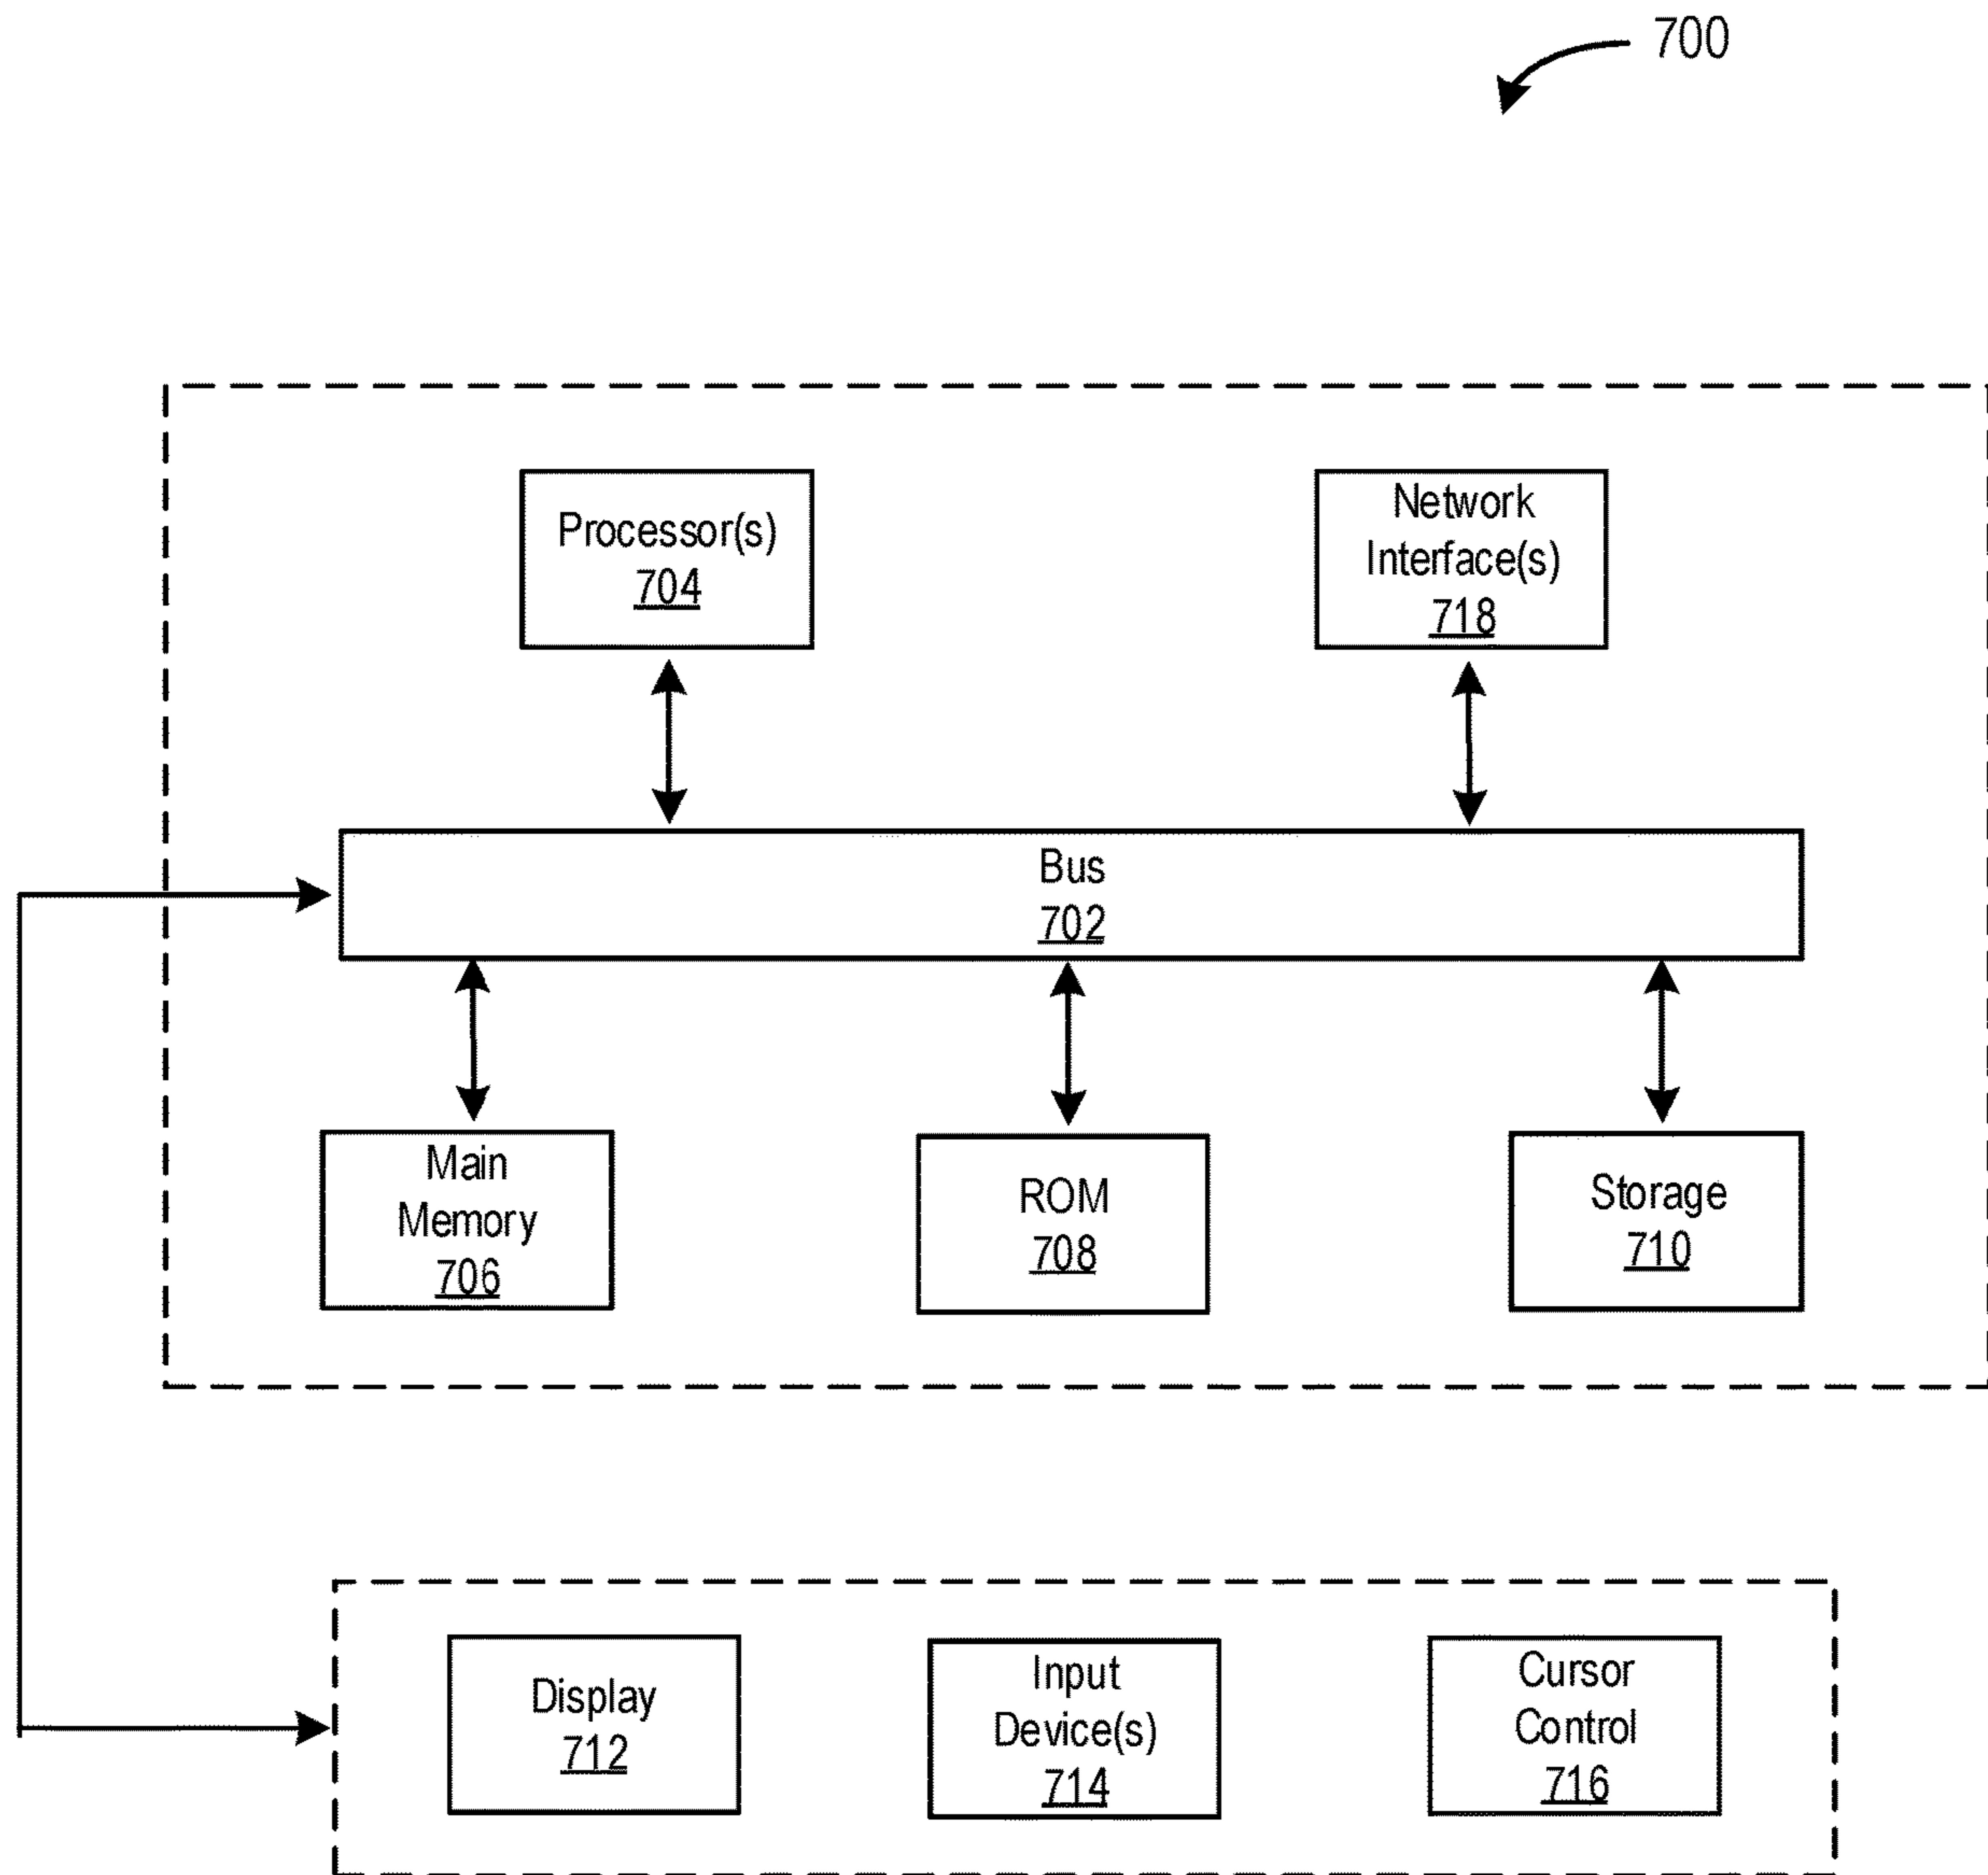 700
Processor(s)
704
Network
Interface(s)
718
Bus
702
Main
Memory
706
ROM
708
Storage
710
Display
712
Input
Device(s)
714
Cursor
Control
716